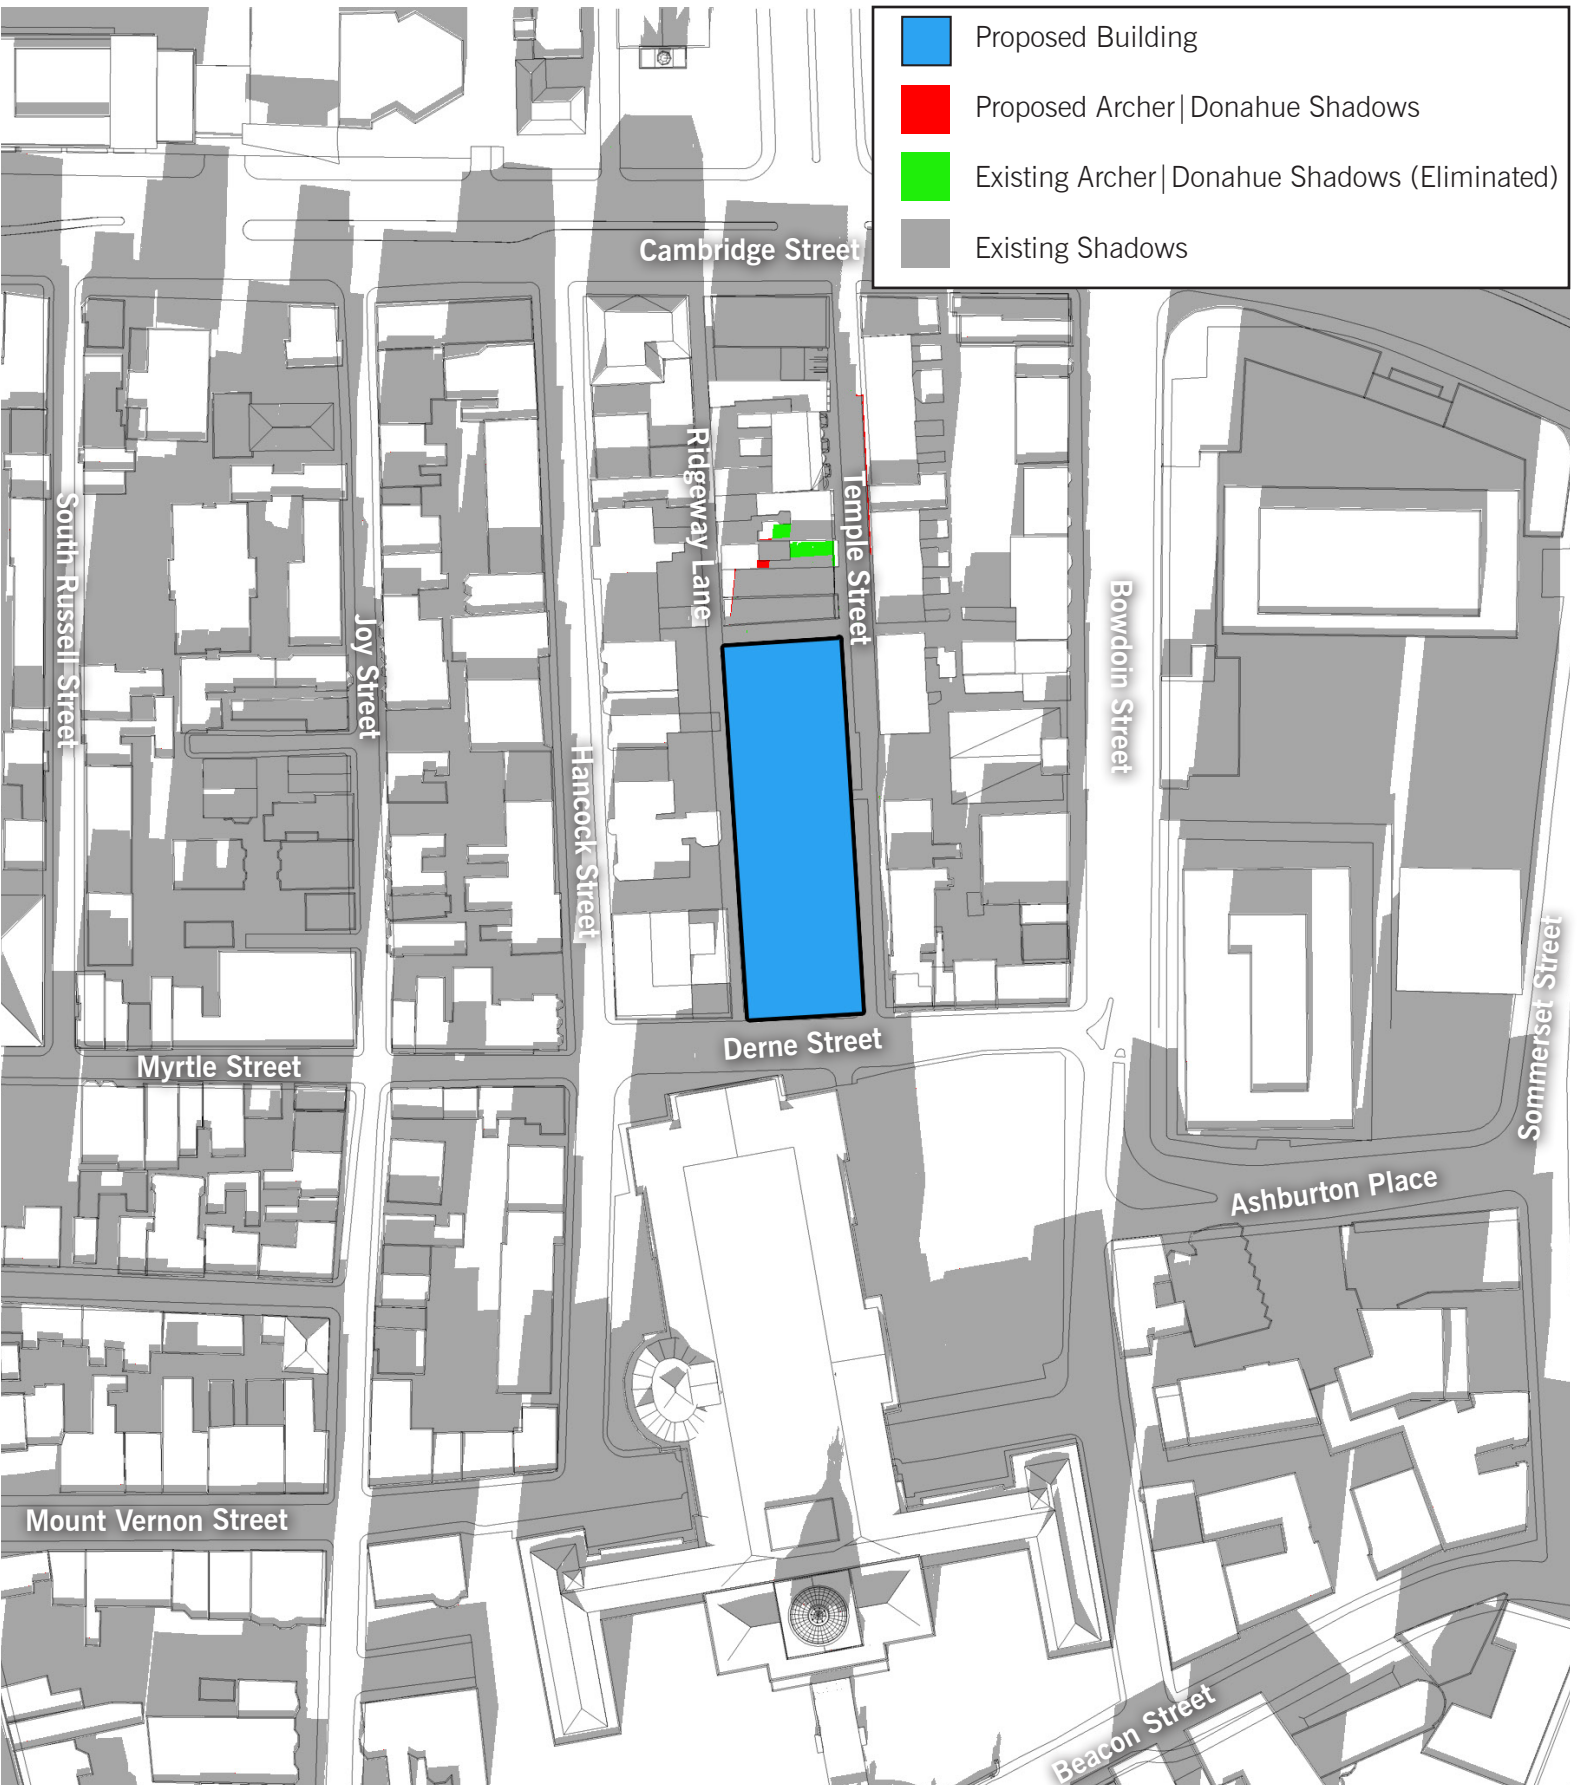 Proposed Building
Proposed Archer|Donahue Shadows
Existing Archer|Donahue Shadows (Eliminated)
Existing Shadows
Cambridge Street
Ridgeway Lane
Temple Street
South Russell Street
Joy Street
Bowdoin Street
Hancock Street
Sommerset Street
Derne Street
Myrtle Street
Ashburton Place
Mount Vernon Street
Beacon Street